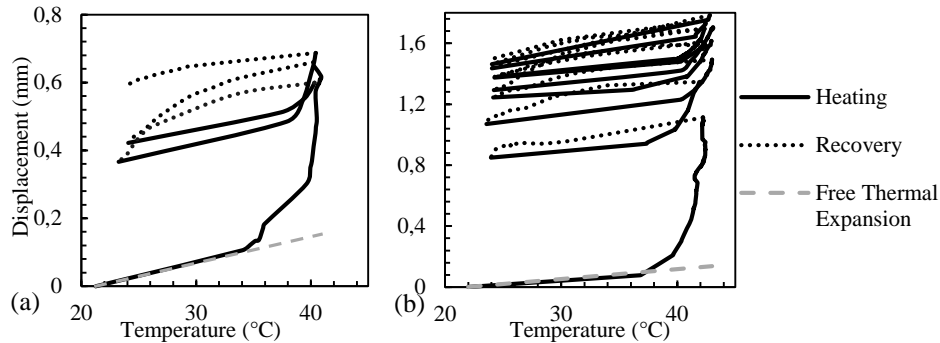 0,8
0,6
0,4
0,2
0
20
30
40
Displacement (mm)
Temperature (°C)
(a)
1.6
1,2
0.8
0.4
0
20
30
40
Temperature (°C)
(b)
Heating
Recovery
Free Thermal
Expansion